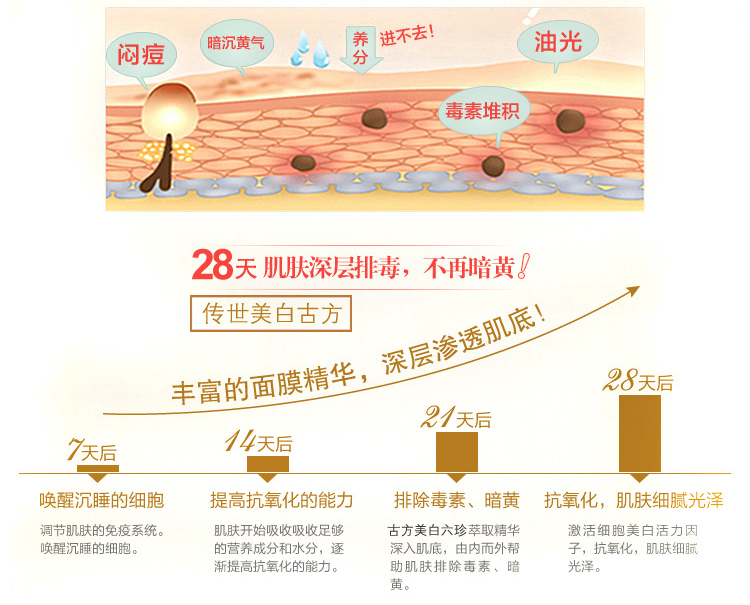 闷痘
暗沉黄气
养分
进不去！
油光
毒素堆积
28天 肌肤深层排毒，不再暗黄！
传世美白古方
丰富的面膜精华，深层渗透肌底！
7天后
14天后
21天后
28天后
唤醒沉睡的细胞
提高抗氧化的能力
排除毒素、暗黄
抗氧化，肌肤细腻光泽
调节肌肤的免疫系统。
唤醒沉睡的细胞。
肌肤开始吸收吸收足够
的营养成分和水分，逐
渐提高抗氧化的能力。
古方美白六珍萃取精华
深入肌底，由内而外帮
助肌肤排除毒素、暗
黄。
激活细胞美白活力因
子，抗氧化，肌肤细腻
光泽。